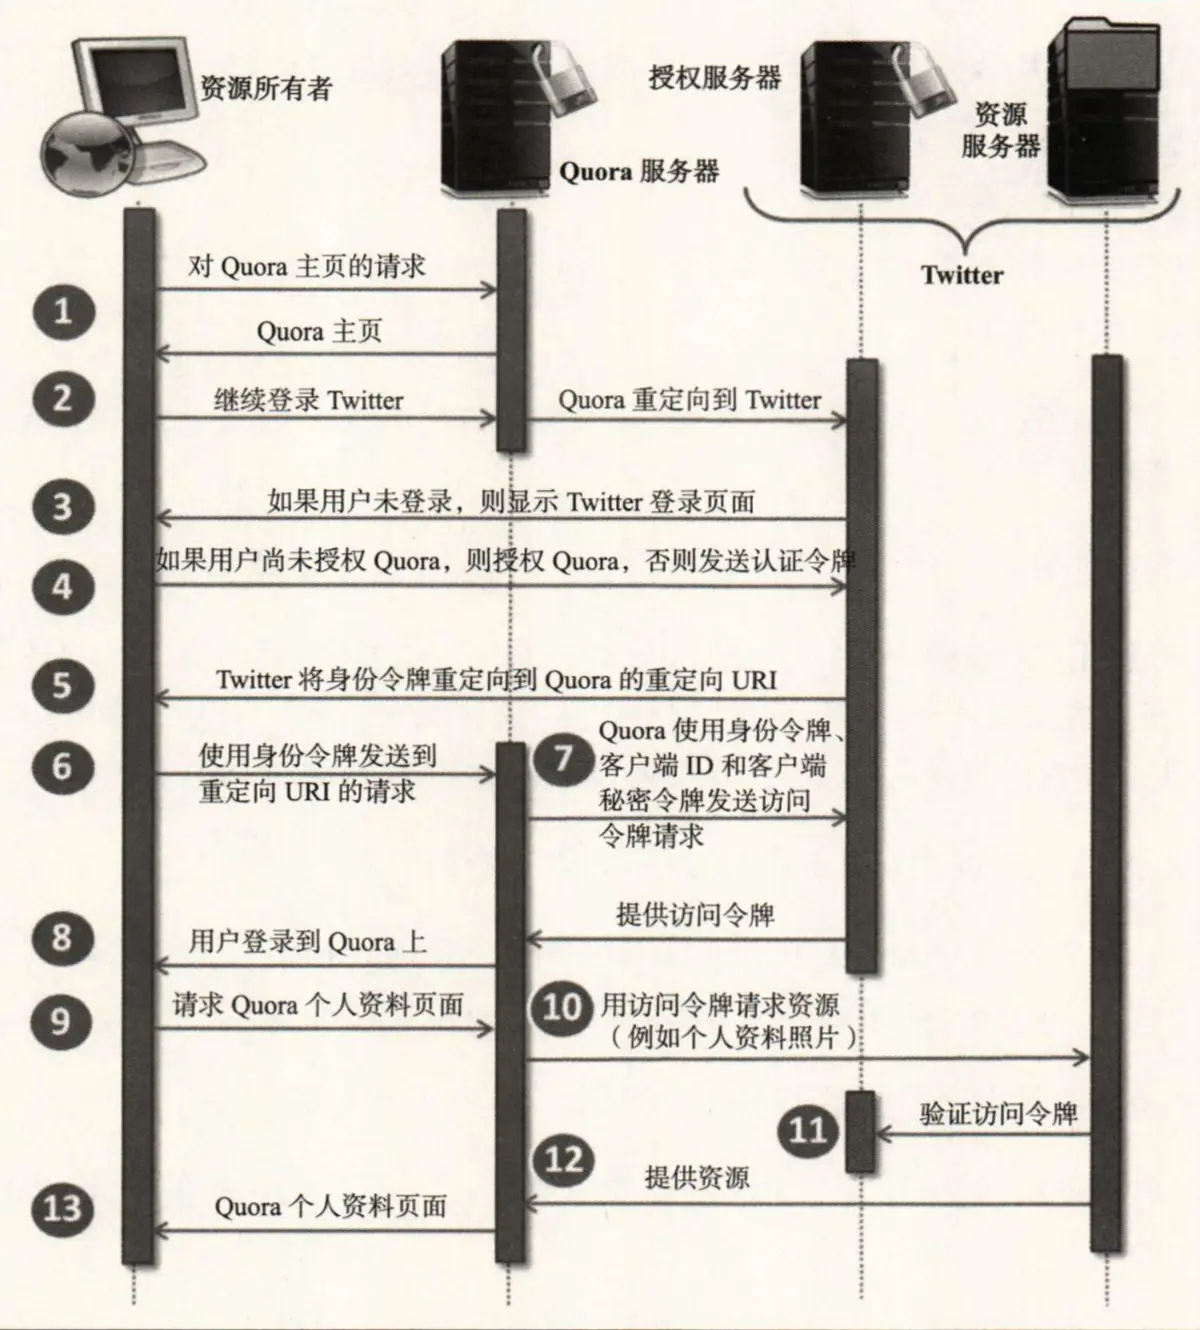 资源所有者
Quora 服务器
授权服务器
资源
服务器
Twitter
对 Quora 主页的请求
1
Quora 主页
2
继续登录 Twitter
Quora 重定向到 Twitter
3
如果用户未登录，则显示 Twitter 登录页面
4
如果用户尚未授权 Quora，则授权 Quora，否则发送认证令牌
5
Twitter 将身份令牌重定向到 Quora 的重定向 URI
6
使用身份令牌发送到
重定向 URI 的请求
7
Quora 使用身份令牌、
客户端 ID 和客户端
秘密令牌发送访问
令牌请求
提供访问令牌
8
用户登录到 Quora 上
9
请求 Quora 个人资料页面
10
用访问令牌请求资源
（例如个人资料照片）
11
验证访问令牌
12
提供资源
13
Quora 个人资料页面